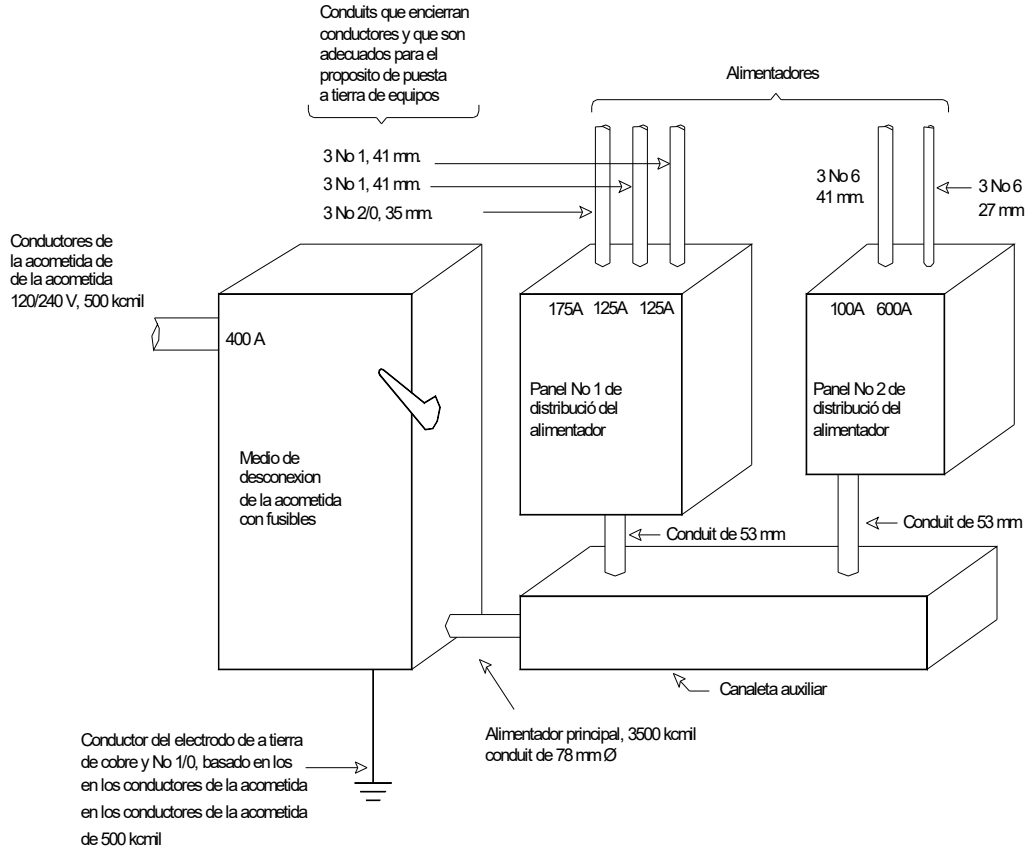 Conduits que encierran
conductores y que son
adecuados para el
proposito de puesta
a tierra de equipos
Alimentadores
3 No 1, 41 mm.
3 No 1, 41 mm.
3 No 2/0, 35 mm.
3 No 6
41 mm.
3 No 6
27 mm
Conductores de
la acometida de
de la acometida
120/240 V, 500 kcmil
400 A
175A 125A 125A
100A 600A
Panel No 1 de
distribució del
alimentador
Panel No 2 de
distribució del
alimentador
Medio de
desconexion
de la acometida
con fusibles
Conduit de 53 mm
Conduit de 53 mm
Canaleta auxiliar
Alimentador principal, 3500 kcmil
conduit de 78 mm Ø
Conductor del electrodo de a tierra
de cobre y No 1/0, basado en los
en los conductores de la acometida
en los conductores de la acometida
de 500 kcmil